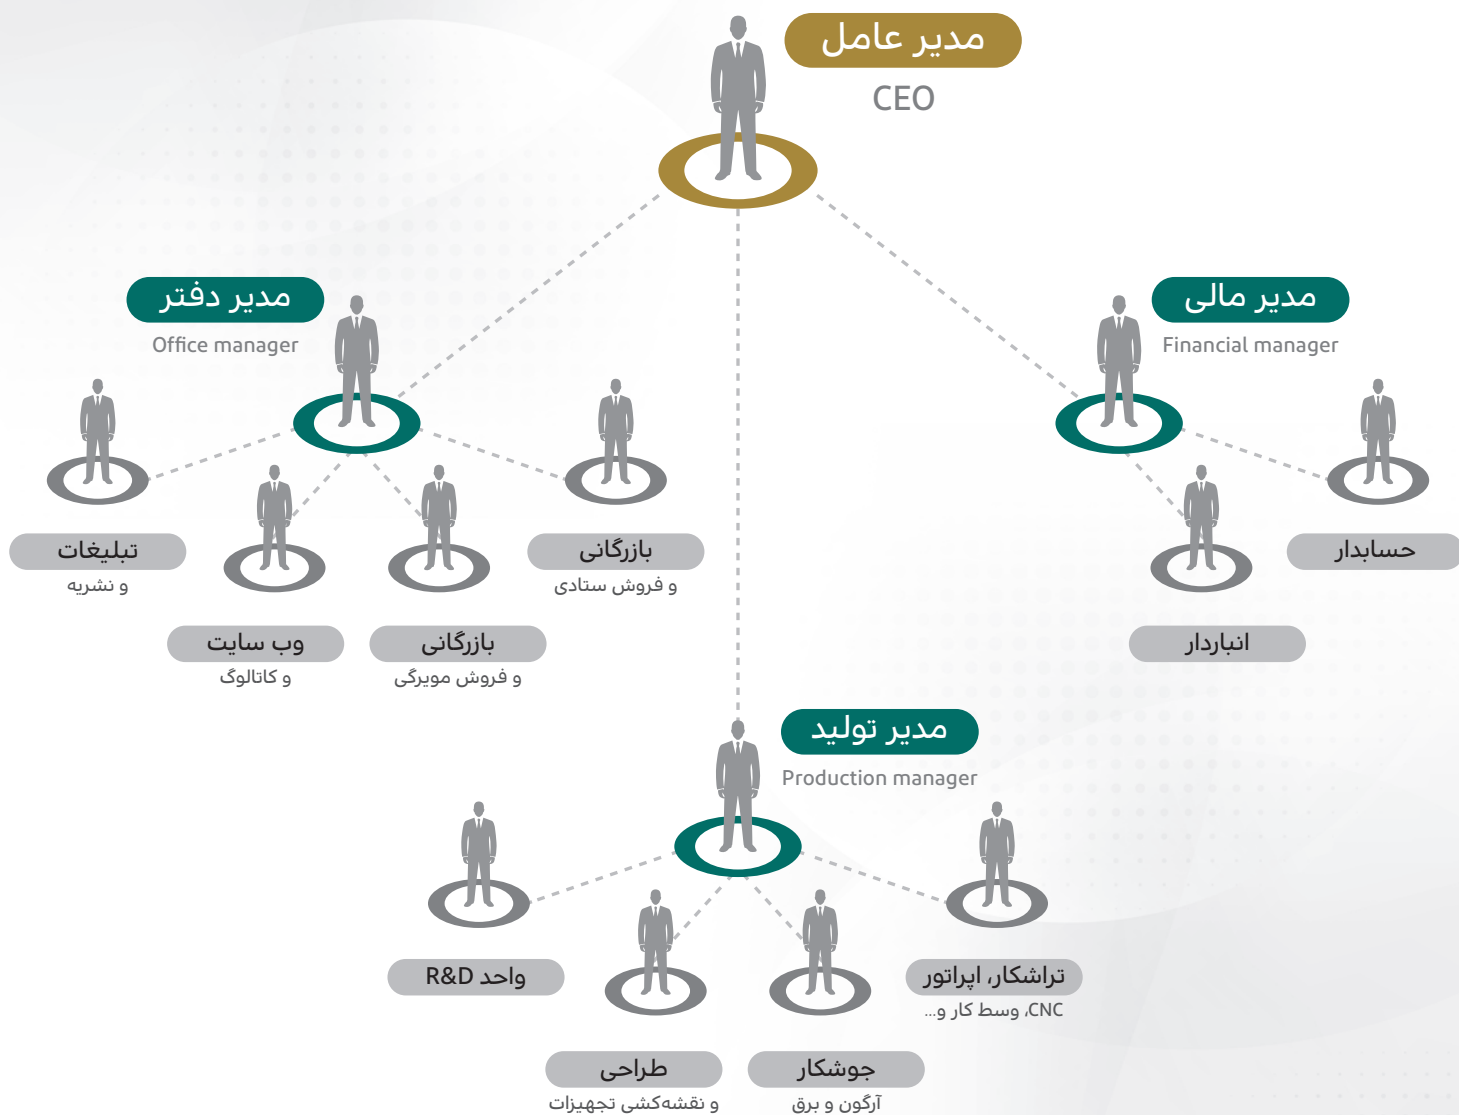 مدیر عامل
CEO
مدیر مالی
Financial manager
حسابدار
انباردار
مدیر دفتر
Office manager
بازرگانی
و فروش ستادی
بازرگانی
و فروش مویرگی
وب سایت
و کاتالوگ
تبلیغات
و نشریه
مدیر تولید
Production manager
تراشکار، اپراتور
CNC، وسط کار و...
جوشکار
آرگون و برق
طراحی
و نقشه‌کشی تجهیزات
واحد R&D